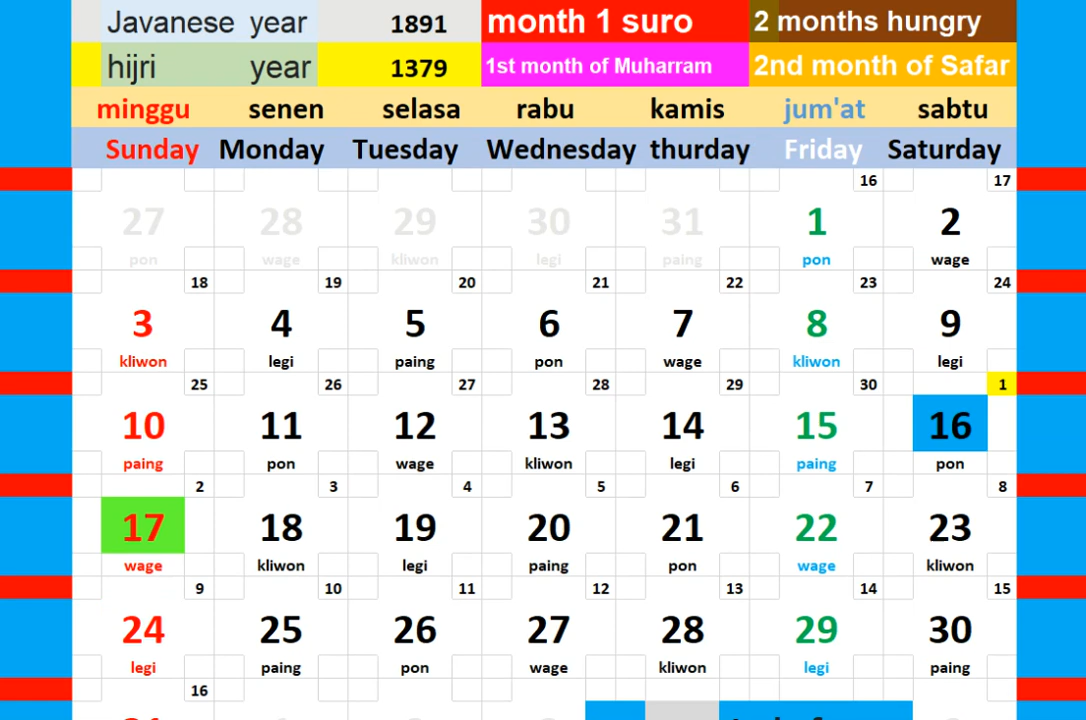 Javanese year 1891 month 1 suro 2 months hungry
hijri year 1379 1st month of Muharram 2nd month of Safar
minggu senen selasa rabu kamis jum'at sabtu
Sunday Monday Tuesday Wednesday thurday Friday Saturday
16 17
27 28 29 30 31 1 2
pon wage kliwon legi paing pon wage
18 19 20 21 22 23 24
3 4 5 6 7 8 9
kliwon legi paing pon wage kliwon legi
25 26 27 28 29 30 1
10 11 12 13 14 15 16
paing pon wage kliwon legi paing pon
2 3 4 5 6 7 8
17 18 19 20 21 22 23
wage kliwon legi paing pon wage kliwon
9 10 11 12 13 14 15
24 25 26 27 28 29 30
legi paing pon wage kliwon legi paing
16